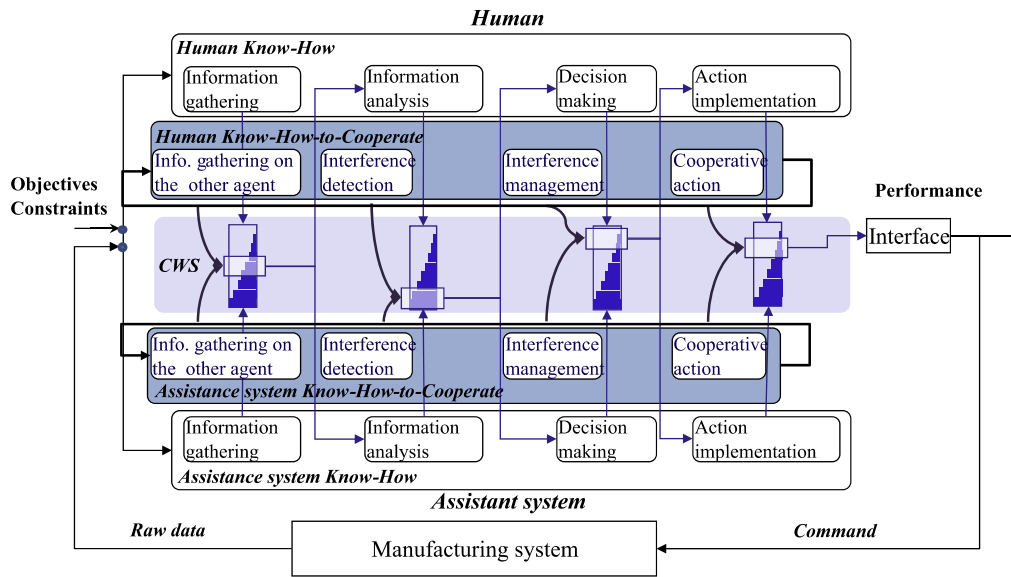 Human
Human Know-How
Information
gathering
Information
analysis
Decision
making
Action
implementation
Human Know-How-to-Cooperate
Info. gathering on
the other agent
Interference
detection
Interference
management
Cooperative
action
Objectives
Constraints
Performance
Interface
CWS
Info. gathering on
the other agent
Interference
detection
Interference
management
Cooperative
action
Assistance system Know-How-to-Cooperate
Information
gathering
Information
analysis
Decision
making
Action
implementation
Assistance system Know-How
Assistant system
Raw data
Manufacturing system
Command